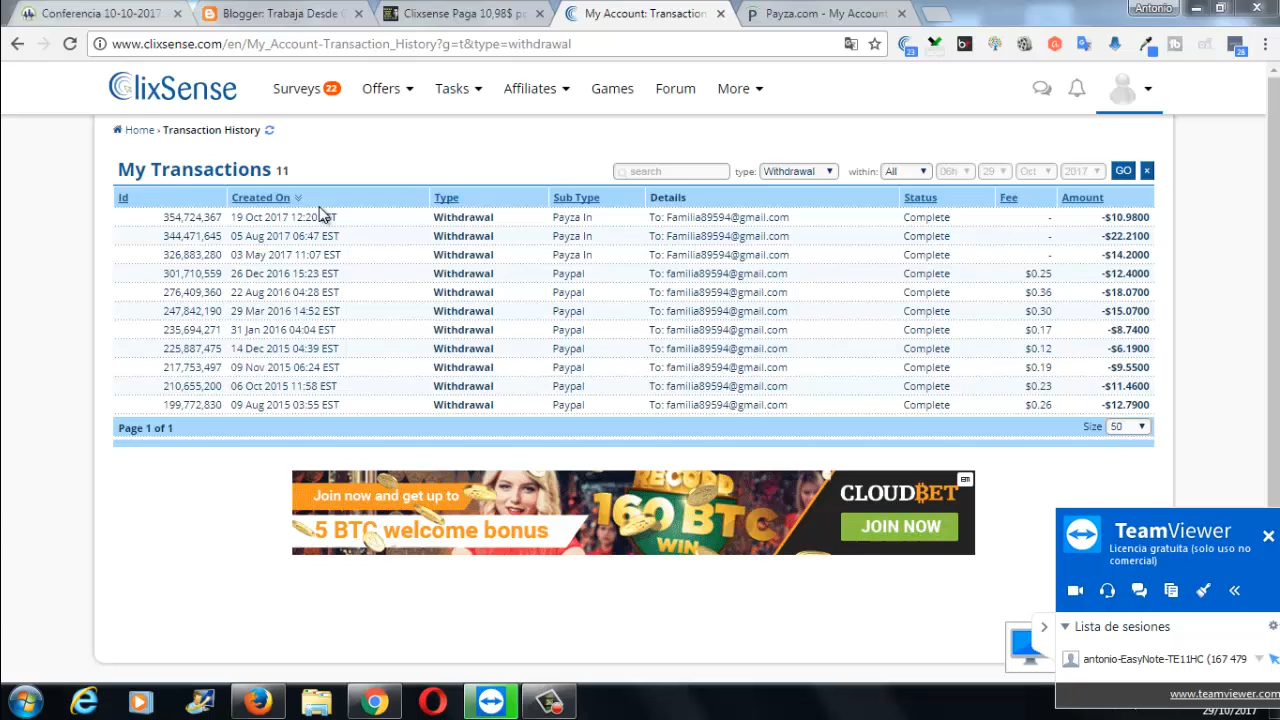 Conferencia 10-10-2017
Blogger: Trabaja Desde
Clixsense Paga 10,98$ p
My Account: Transaction
Payza.com - My Account
Antonio
www.clixsense.com/en/My_Account-Transaction_History?g=t&type=withdrawal
23
28
ClixSense
Surveys 22
Offers
Tasks
Affiliates
Games
Forum
More
Home › Transaction History
My Transactions 11
search
type: Withdrawal
within: All
06h
29
Oct
2017
GO
x
Id Created On Type Sub Type Details Status Fee Amount
354,724,367 19 Oct 2017 12:20 EST Withdrawal Payza In To: Familia89594@gmail.com Complete - -$10.9800
344,471,645 05 Aug 2017 06:47 EST Withdrawal Payza In To: Familia89594@gmail.com Complete - -$22.2100
326,883,280 03 May 2017 11:07 EST Withdrawal Payza In To: Familia89594@gmail.com Complete - -$14.2000
301,710,559 26 Dec 2016 15:23 EST Withdrawal Paypal To: familia89594@gmail.com Complete $0.25 -$12.4000
276,409,360 22 Aug 2016 04:28 EST Withdrawal Paypal To: familia89594@gmail.com Complete $0.36 -$18.0700
247,842,190 29 Mar 2016 14:52 EST Withdrawal Paypal To: familia89594@gmail.com Complete $0.30 -$15.0700
235,694,271 31 Jan 2016 04:04 EST Withdrawal Paypal To: familia89594@gmail.com Complete $0.17 -$8.7400
225,887,475 14 Dec 2015 04:39 EST Withdrawal Paypal To: familia89594@gmail.com Complete $0.12 -$6.1900
217,753,497 09 Nov 2015 06:24 EST Withdrawal Paypal To: familia89594@gmail.com Complete $0.19 -$9.5500
210,655,200 06 Oct 2015 11:58 EST Withdrawal Paypal To: familia89594@gmail.com Complete $0.23 -$11.4600
199,772,830 09 Aug 2015 03:55 EST Withdrawal Paypal To: familia89594@gmail.com Complete $0.26 -$12.7900
Page 1 of 1
Size 50
Join now and get up to
5 BTC welcome bonus
RECORD
160 BTC
WIN
CLOUDBET
JOIN NOW
TeamViewer
Licencia gratuita (solo uso no
comercial)
Lista de sesiones
antonio-EasyNote-TE11HC (167 479
www.teamviewer.com
29/10/2017